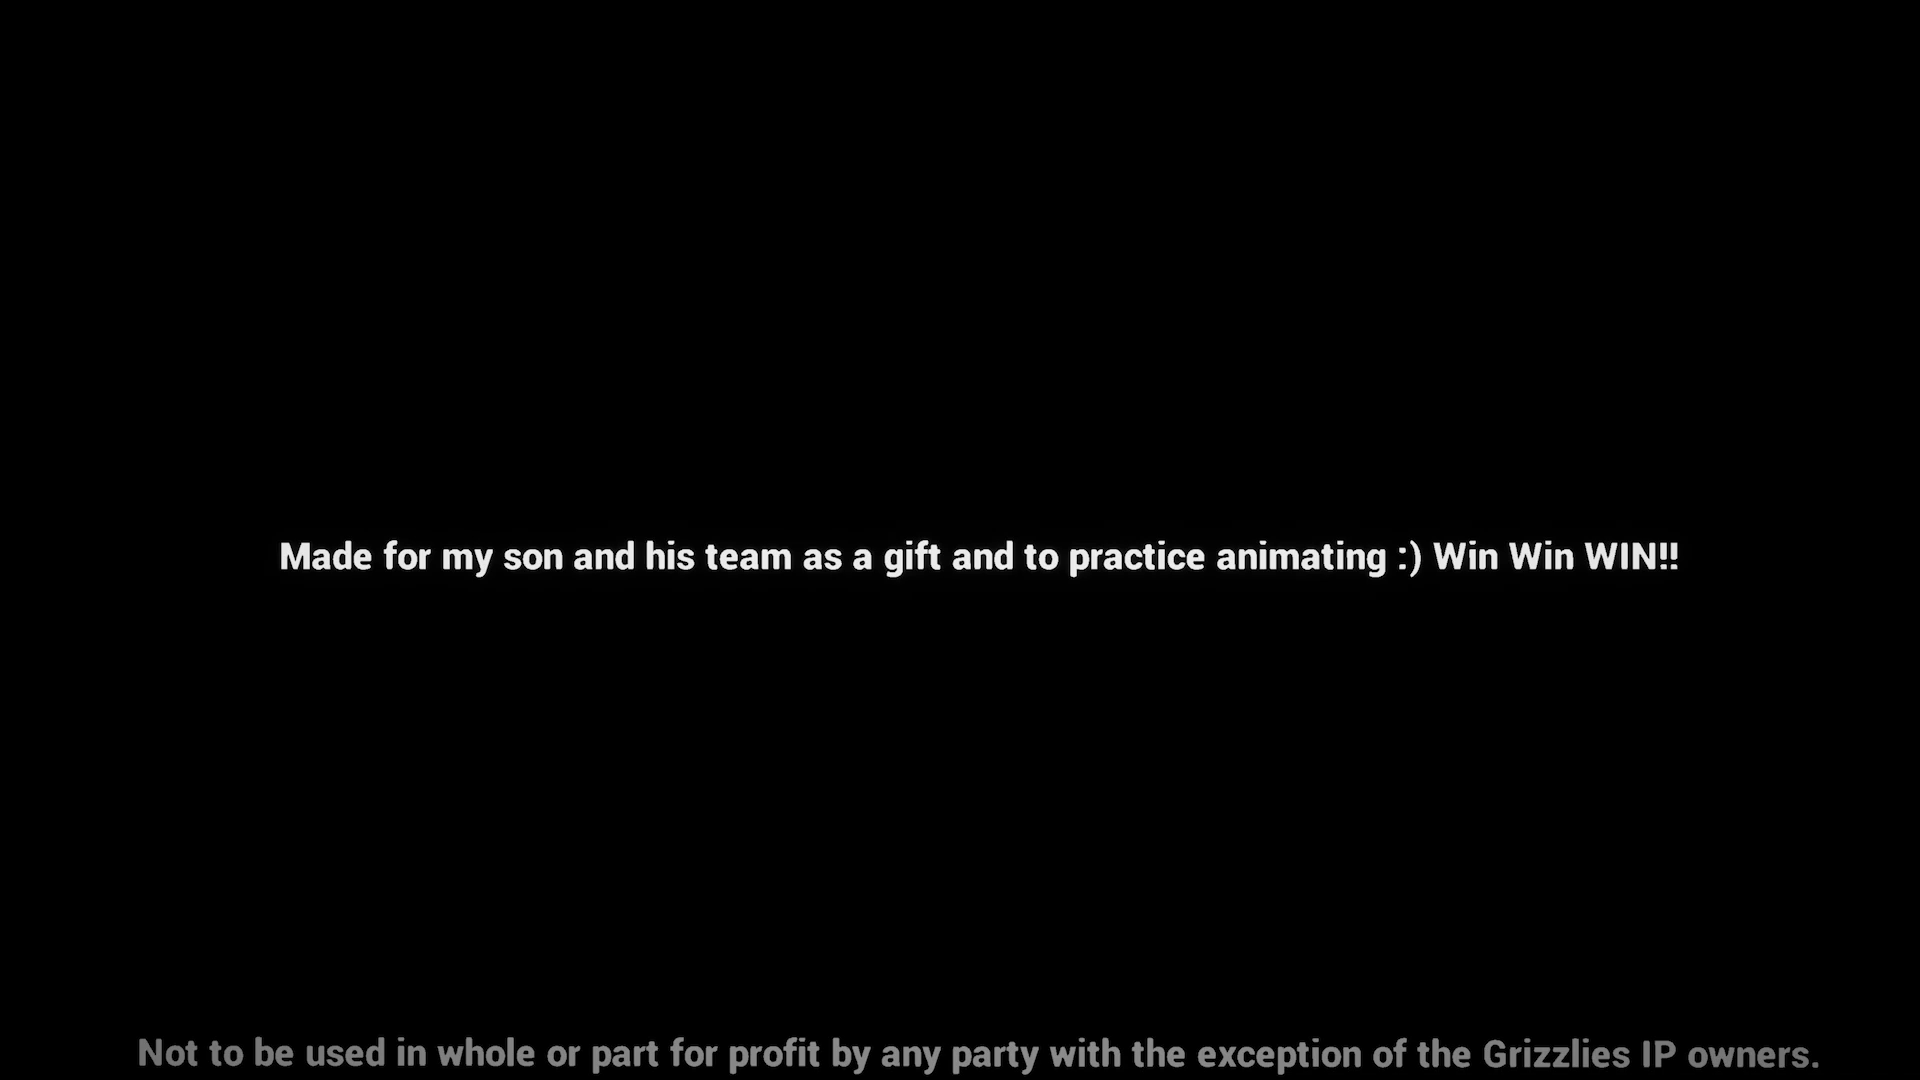 Made for my son and his team as a gift and to practice animating :) Win Win WIN!!
Not to be used in whole or part for profit by any party with the exception of the Grizzlies IP owners.